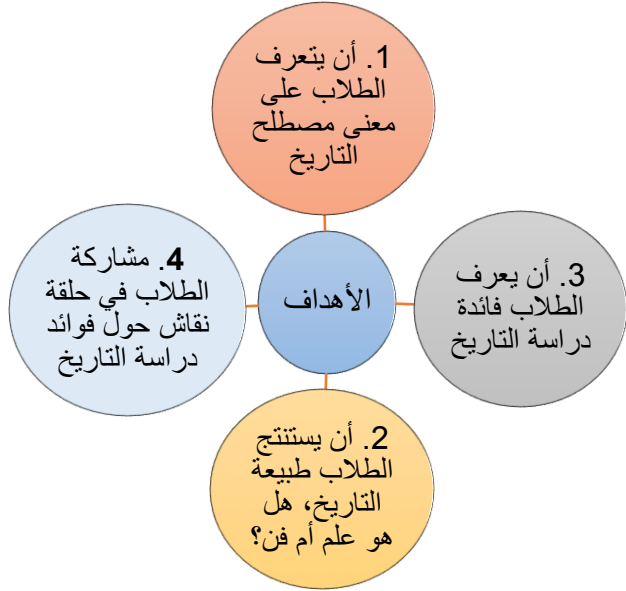 1. أن يتعرف
الطلاب على
معنى مصطلح
التاريخ
الأهداف
3. أن يعرف
الطلاب فائدة
دراسة التاريخ
4. مشاركة
الطلاب في حلقة
نقاش حول فوائد
دراسة التاريخ
2. أن يستنتج
الطلاب طبيعة
التاريخ، هل
هو علم أم فن؟